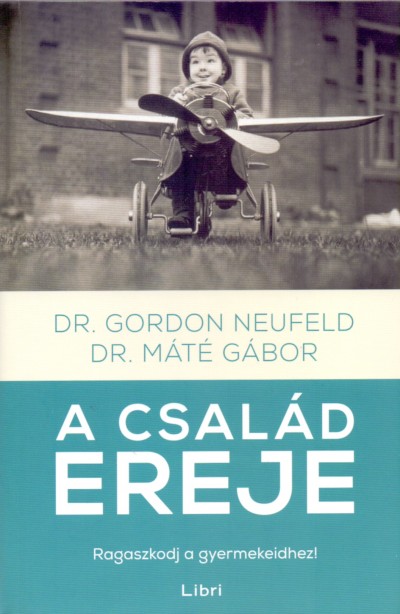 DR. GORDON NEUFELD
DR. MÁTÉ GÁBOR
A CSALÁD
EREJE
Ragaszkodj a gyermekeidhez!
Libri